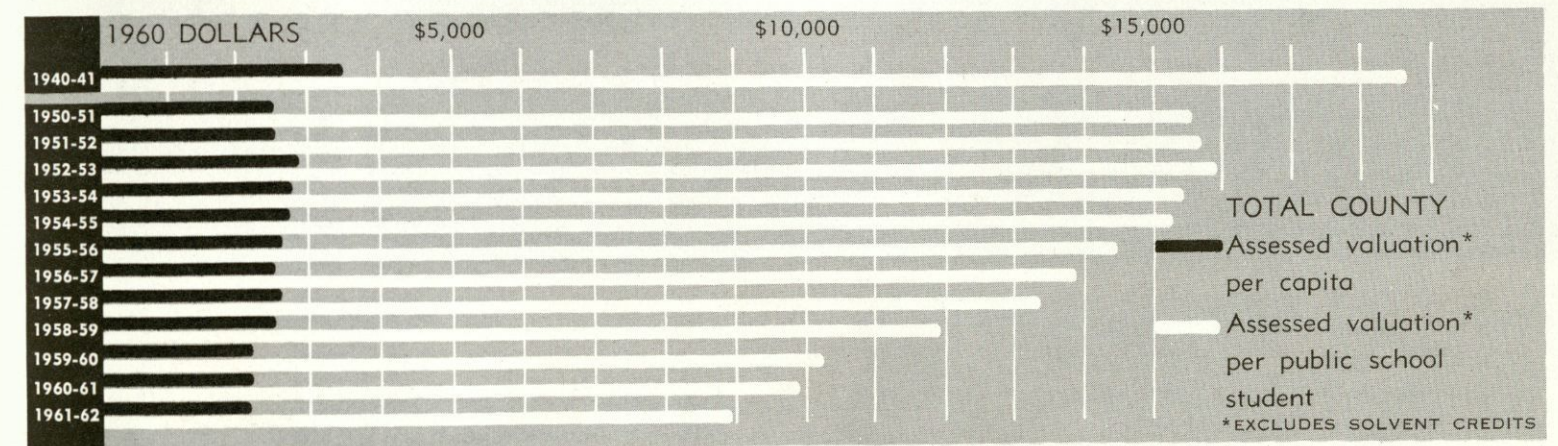 1960 DOLLARS $5,000 $10,000 $15,000
1940-41
1950-51
1951-52
1952-53
1953-54
1954-55
1955-56
1956-57
1957-58
1958-59
1959-60
1960-61
1961-62
TOTAL COUNTY
Assessed valuation*
per capita
Assessed valuation*
per public school
student
*EXCLUDES SOLVENT CREDITS